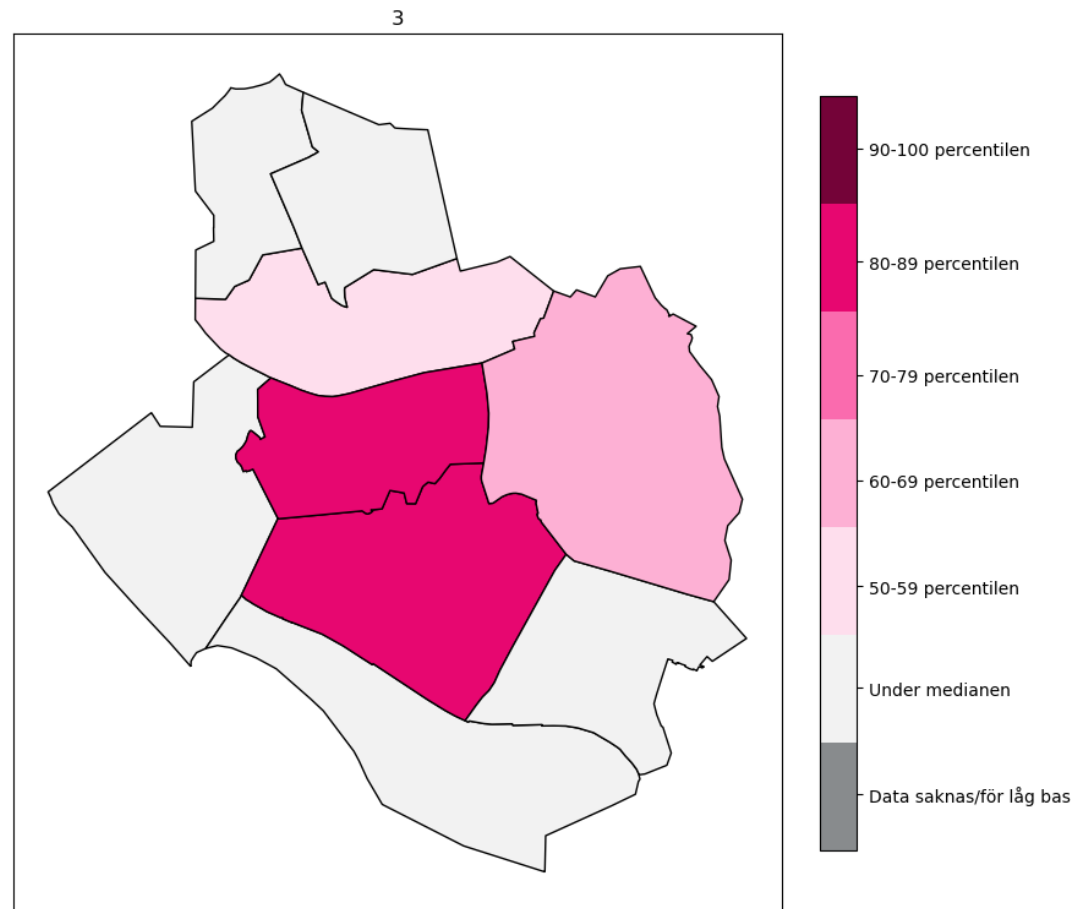 3
90-100 percentilen
80-89 percentilen
70-79 percentilen
60-69 percentilen
50-59 percentilen
Under medianen
Data saknas/för låg bas